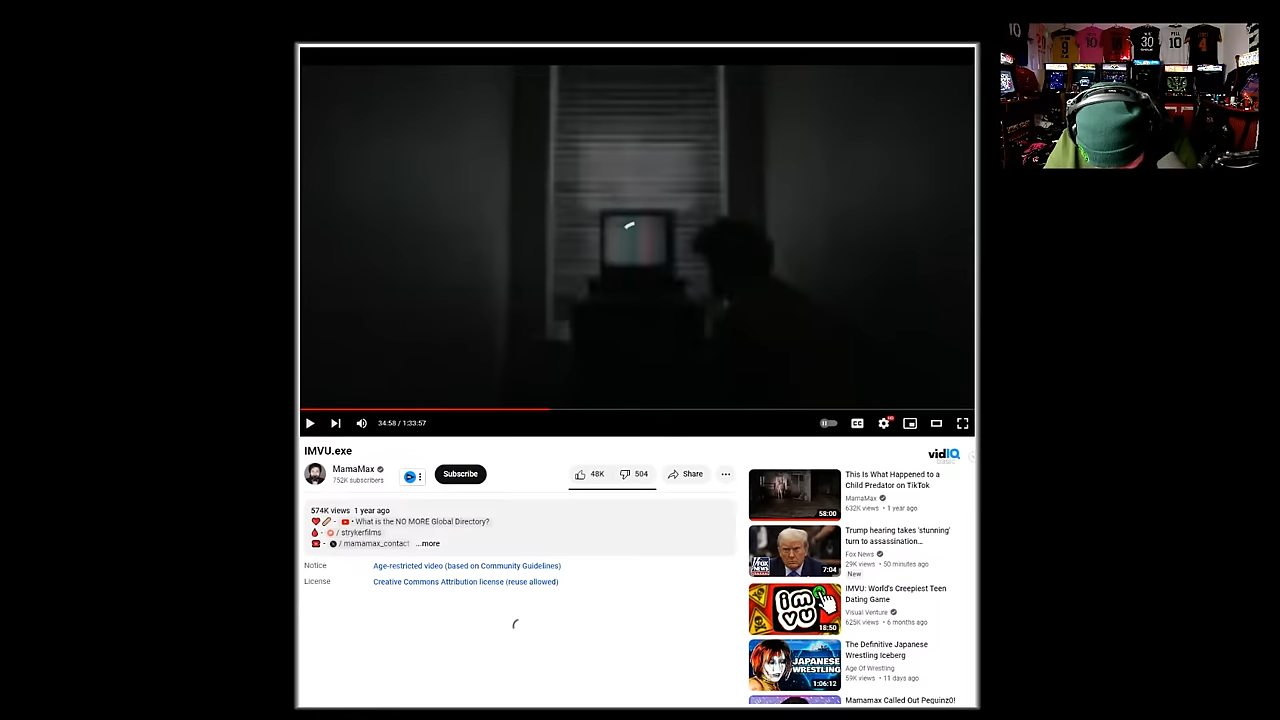 34:58 / 1:33:57
IMVU.exe
MamaMax
752K subscribers
Subscribe
48K
504
Share
574K views 1 year ago
• What is the NO MORE Global Directory?
/ strykerfilms
/ mamamax_contact ...more
Notice
Age-restricted video (based on Community Guidelines)
License
Creative Commons Attribution license (reuse allowed)
vidIQ
This Is What Happened to a
Child Predator on TikTok
MamaMax
632K views • 1 year ago
58:00
Trump hearing takes 'stunning'
turn to assassination...
Fox News
29K views • 50 minutes ago
New
7:04
IMVU: World's Creepiest Teen
Dating Game
Visual Venture
625K views • 6 months ago
imvu
18:50
The Definitive Japanese
Wrestling Iceberg
Age Of Wrestling
59K views • 11 days ago
JAPANESE
WRESTLING
1:06:12
Mamamax Called Out Peguinz0!